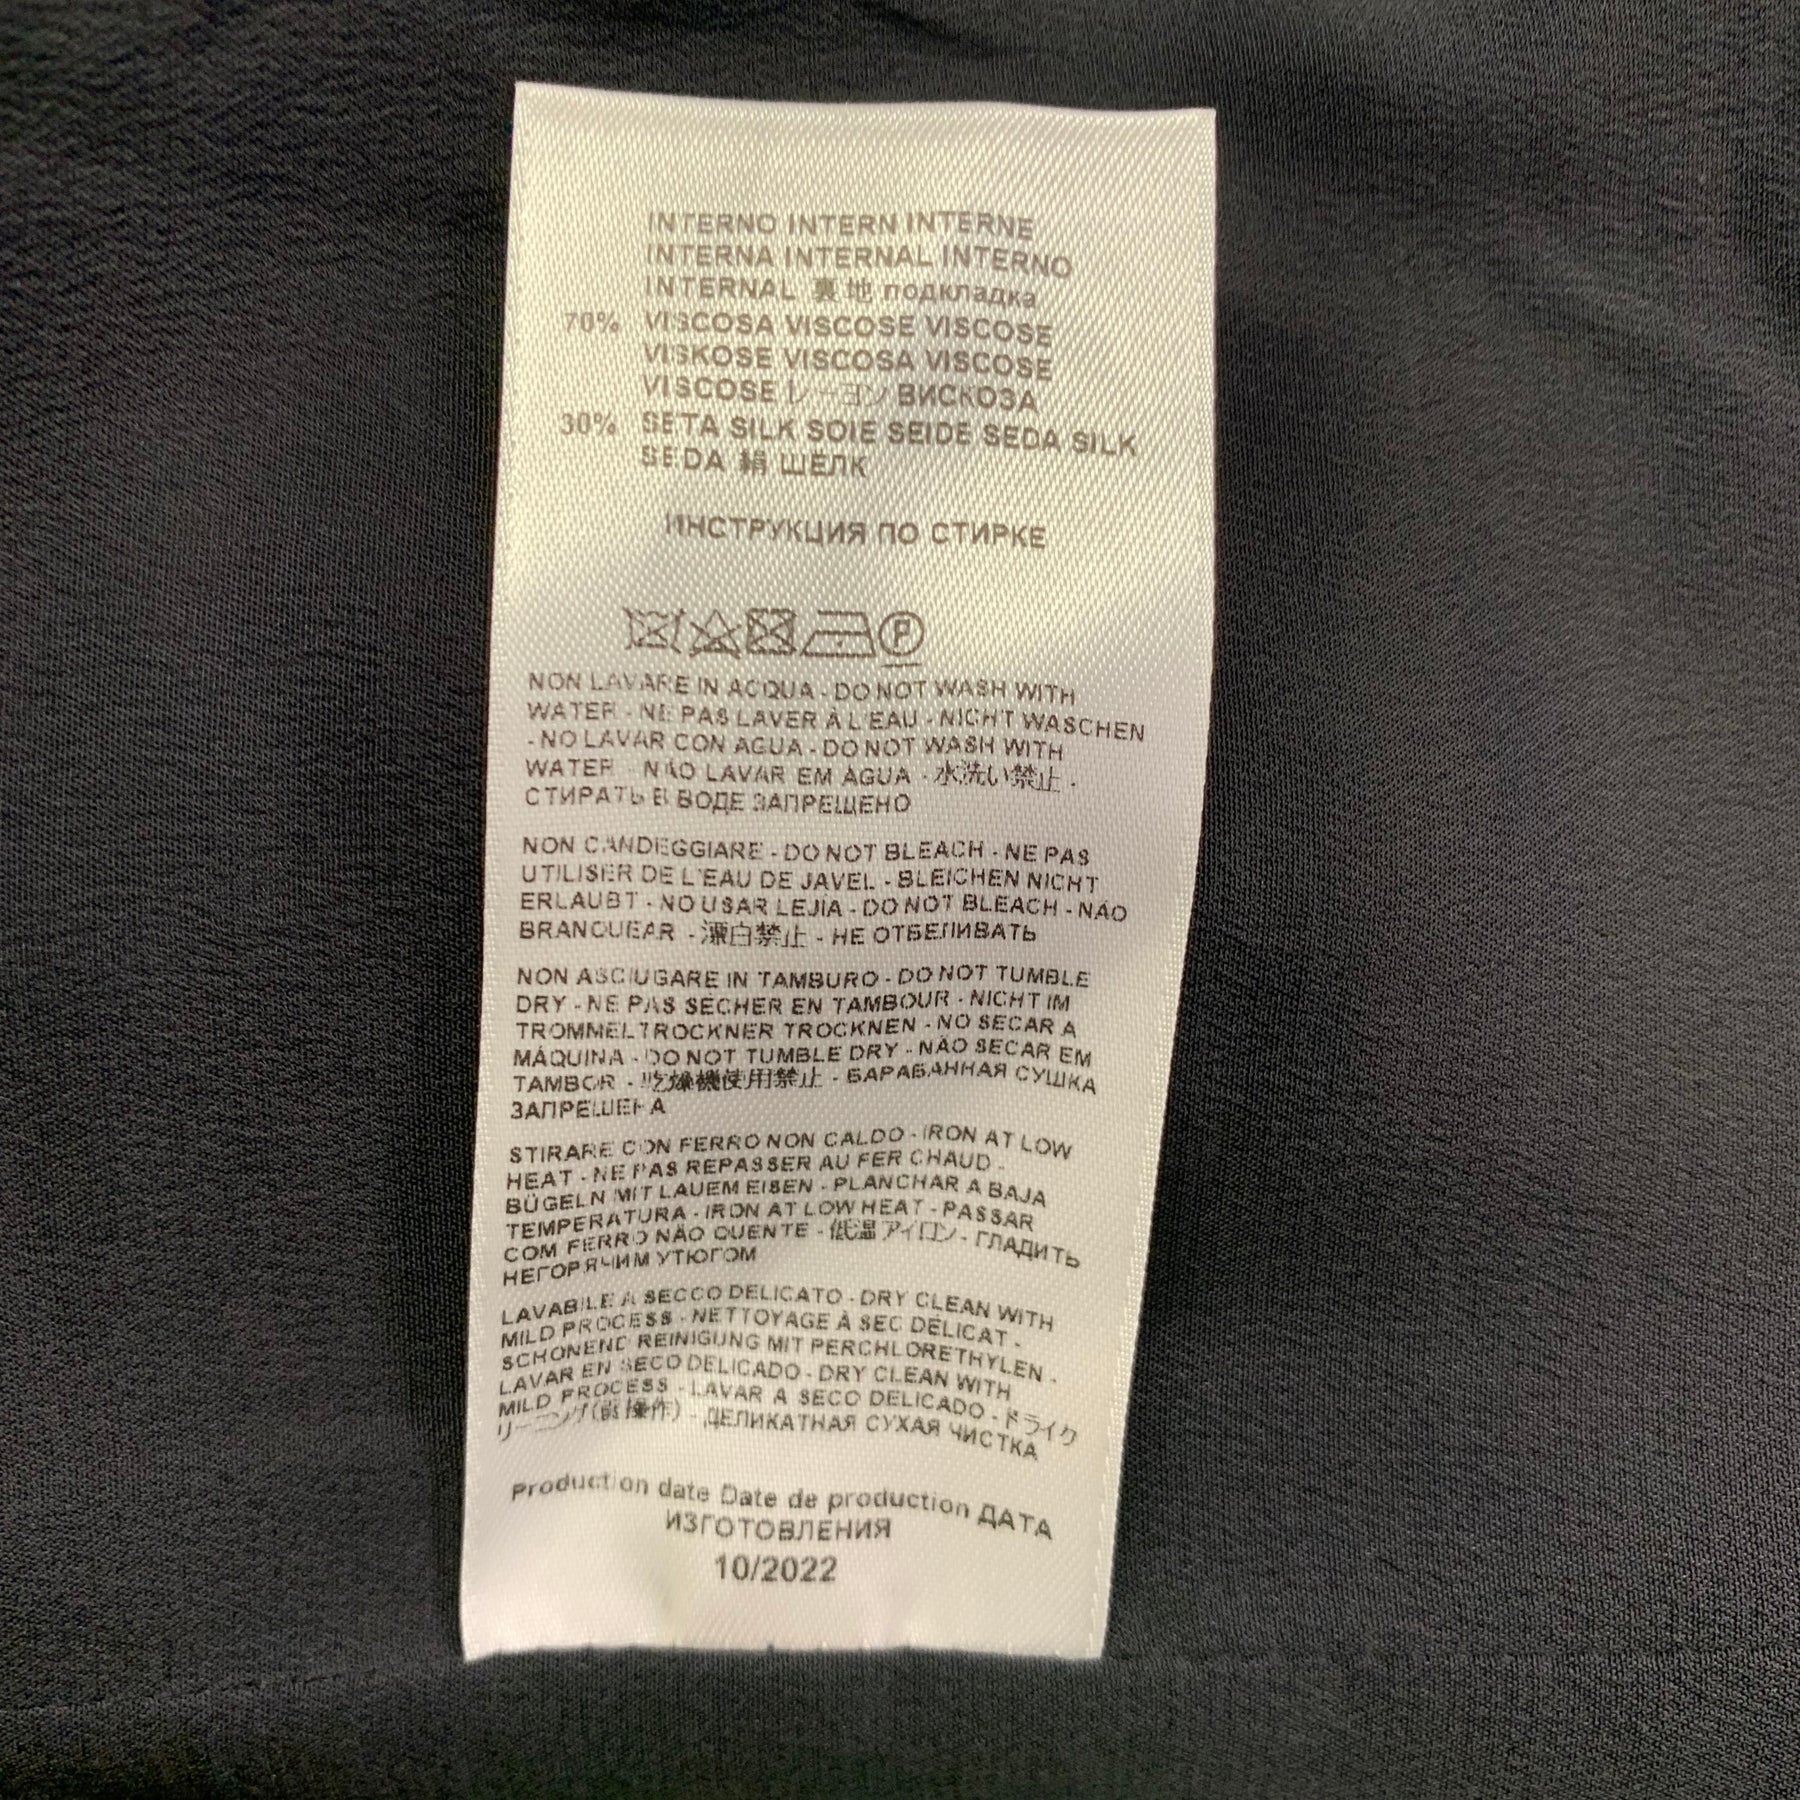 INTERNO INTERN INTERNE
INTERNA INTERNAL INTERNO
INTERNAL 裏地 подкладка
70% VISCOSA VISCOSE VISCOSE
VISKOSE VISCOSA VISCOSE
VISCOSE レーヨン ВИСКОЗА
30% SETA SILK SOIE SEIDE SEDA SILK
SEDA 絹 ШЕЛК
ИНСТРУКЦИЯ ПО СТИРКЕ
P
NON LAVARE IN ACQUA - DO NOT WASH WITH
WATER - NE PAS LAVER À L'EAU - NICHT WASCHEN
- NO LAVAR CON AGUA - DO NOT WASH WITH
WATER - NÃO LAVAR EM AGUA - 水洗い禁止 -
СТИРАТЬ В ВОДЕ ЗАПРЕЩЕНО
NON CANDEGGIARE - DO NOT BLEACH - NE PAS
UTILISER DE L'EAU DE JAVEL - BLEICHEN NICHT
ERLAUBT - NO USAR LEJIA - DO NOT BLEACH - NÃO
BRANQUEAR - 漂白禁止 - НЕ ОТБЕЛИВАТЬ
NON ASCIUGARE IN TAMBURO - DO NOT TUMBLE
DRY - NE PAS SECHER EN TAMBOUR - NICHT IM
TROMMELTROCKNER TROCKNEN - NO SECAR A
MÁQUINA - DO NOT TUMBLE DRY - NÃO SECAR EM
TAMBOR - 乾燥機使用禁止 - БАРАБАННАЯ СУШКА
ЗАПРЕЩЕНА
STIRARE CON FERRO NON CALDO - IRON AT LOW
HEAT - NE PAS REPASSER AU FER CHAUD -
BÜGELN MIT LAUEM EISEN - PLANCHAR A BAJA
TEMPERATURA - IRON AT LOW HEAT - PASSAR
COM FERRO NÃO QUENTE - 低温アイロン - ГЛАДИТЬ
НЕГОРЯЧИМ УТЮГОМ
LAVABILE A SECCO DELICATO - DRY CLEAN WITH
MILD PROCESS - NETTOYAGE À SEC DÉLICAT -
SCHONEND REINIGUNG MIT PERCHLORETHYLEN -
LAVAR EN SECO DELICADO - DRY CLEAN WITH
MILD PROCESS - LAVAR A SECO DELICADO - ドライク
リーニング(弱操作) - ДЕЛИКАТНАЯ СУХАЯ ЧИСТКА
Production date Date de production ДАТА
ИЗГОТОВЛЕНИЯ
10/2022